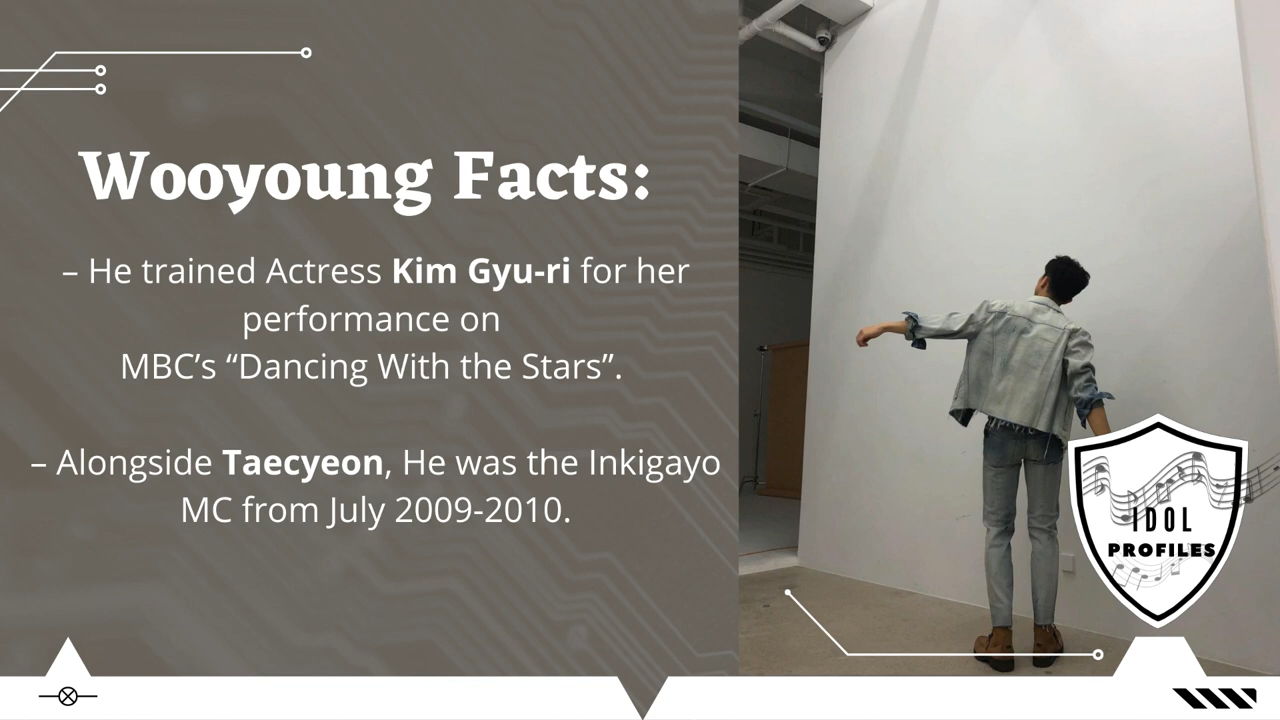 Wooyoung Facts:
– He trained Actress Kim Gyu-ri for her
performance on
MBC’s “Dancing With the Stars”.
– Alongside Taecyeon, He was the Inkigayo
MC from July 2009-2010.
IDOL
PROFILES